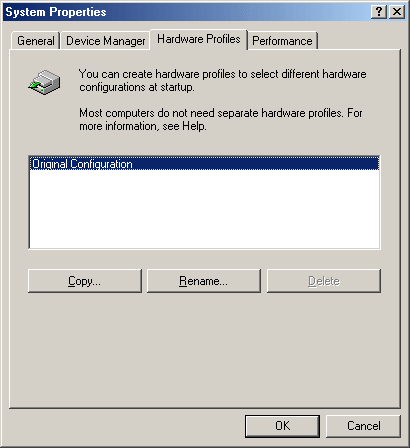 System Properties
General Device Manager Hardware Profiles Performance
You can create hardware profiles to select different hardware
configurations at startup.
Most computers do not need separate hardware profiles. For
more information, see Help.
Original Configuration
Copy... Rename... Delete
OK Cancel